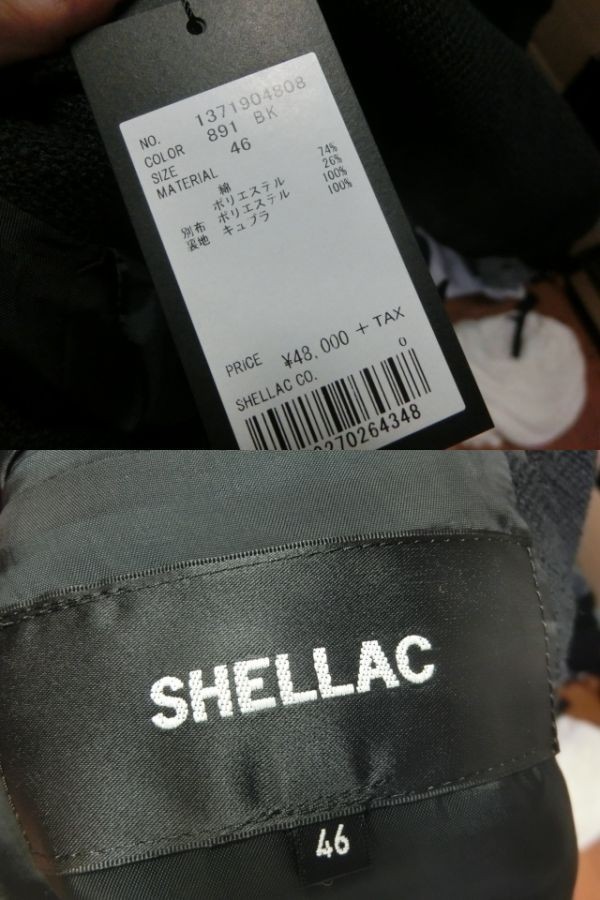 NO. 1371904808
COLOR 891 BK
SIZE 46
MATERIAL
綿 74%
ポリエステル 26%
別布 ポリエステル 100%
裏地 キュプラ 100%
PRICE ¥48,000 + TAX
SHELLAC CO. 0
0270264348
SHELLAC
46